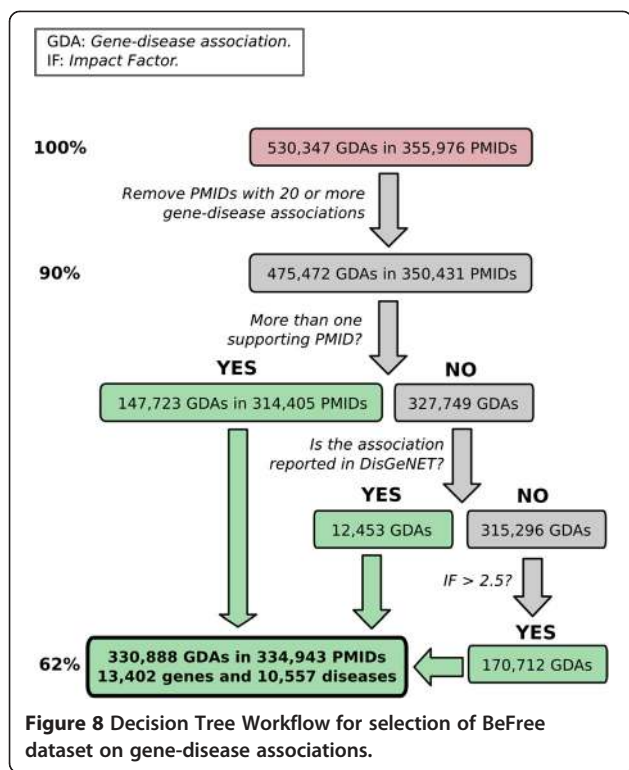 GDA: Gene-disease association.
IF: Impact Factor.
100%
530,347 GDAs in 355,976 PMIDs
Remove PMIDs with 20 or more
gene-disease associations
90%
475,472 GDAs in 350,431 PMIDs
More than one
supporting PMID?
YES
NO
147,723 GDAs in 314,405 PMIDs
327,749 GDAs
Is the association
reported in DisGeNET?
YES
NO
12,453 GDAs
315,296 GDAs
IF > 2.5?
YES
62%
330,888 GDAs in 334,943 PMIDs
13,402 genes and 10,557 diseases
170,712 GDAs
Figure 8 Decision Tree Workflow for selection of BeFree
dataset on gene-disease associations.